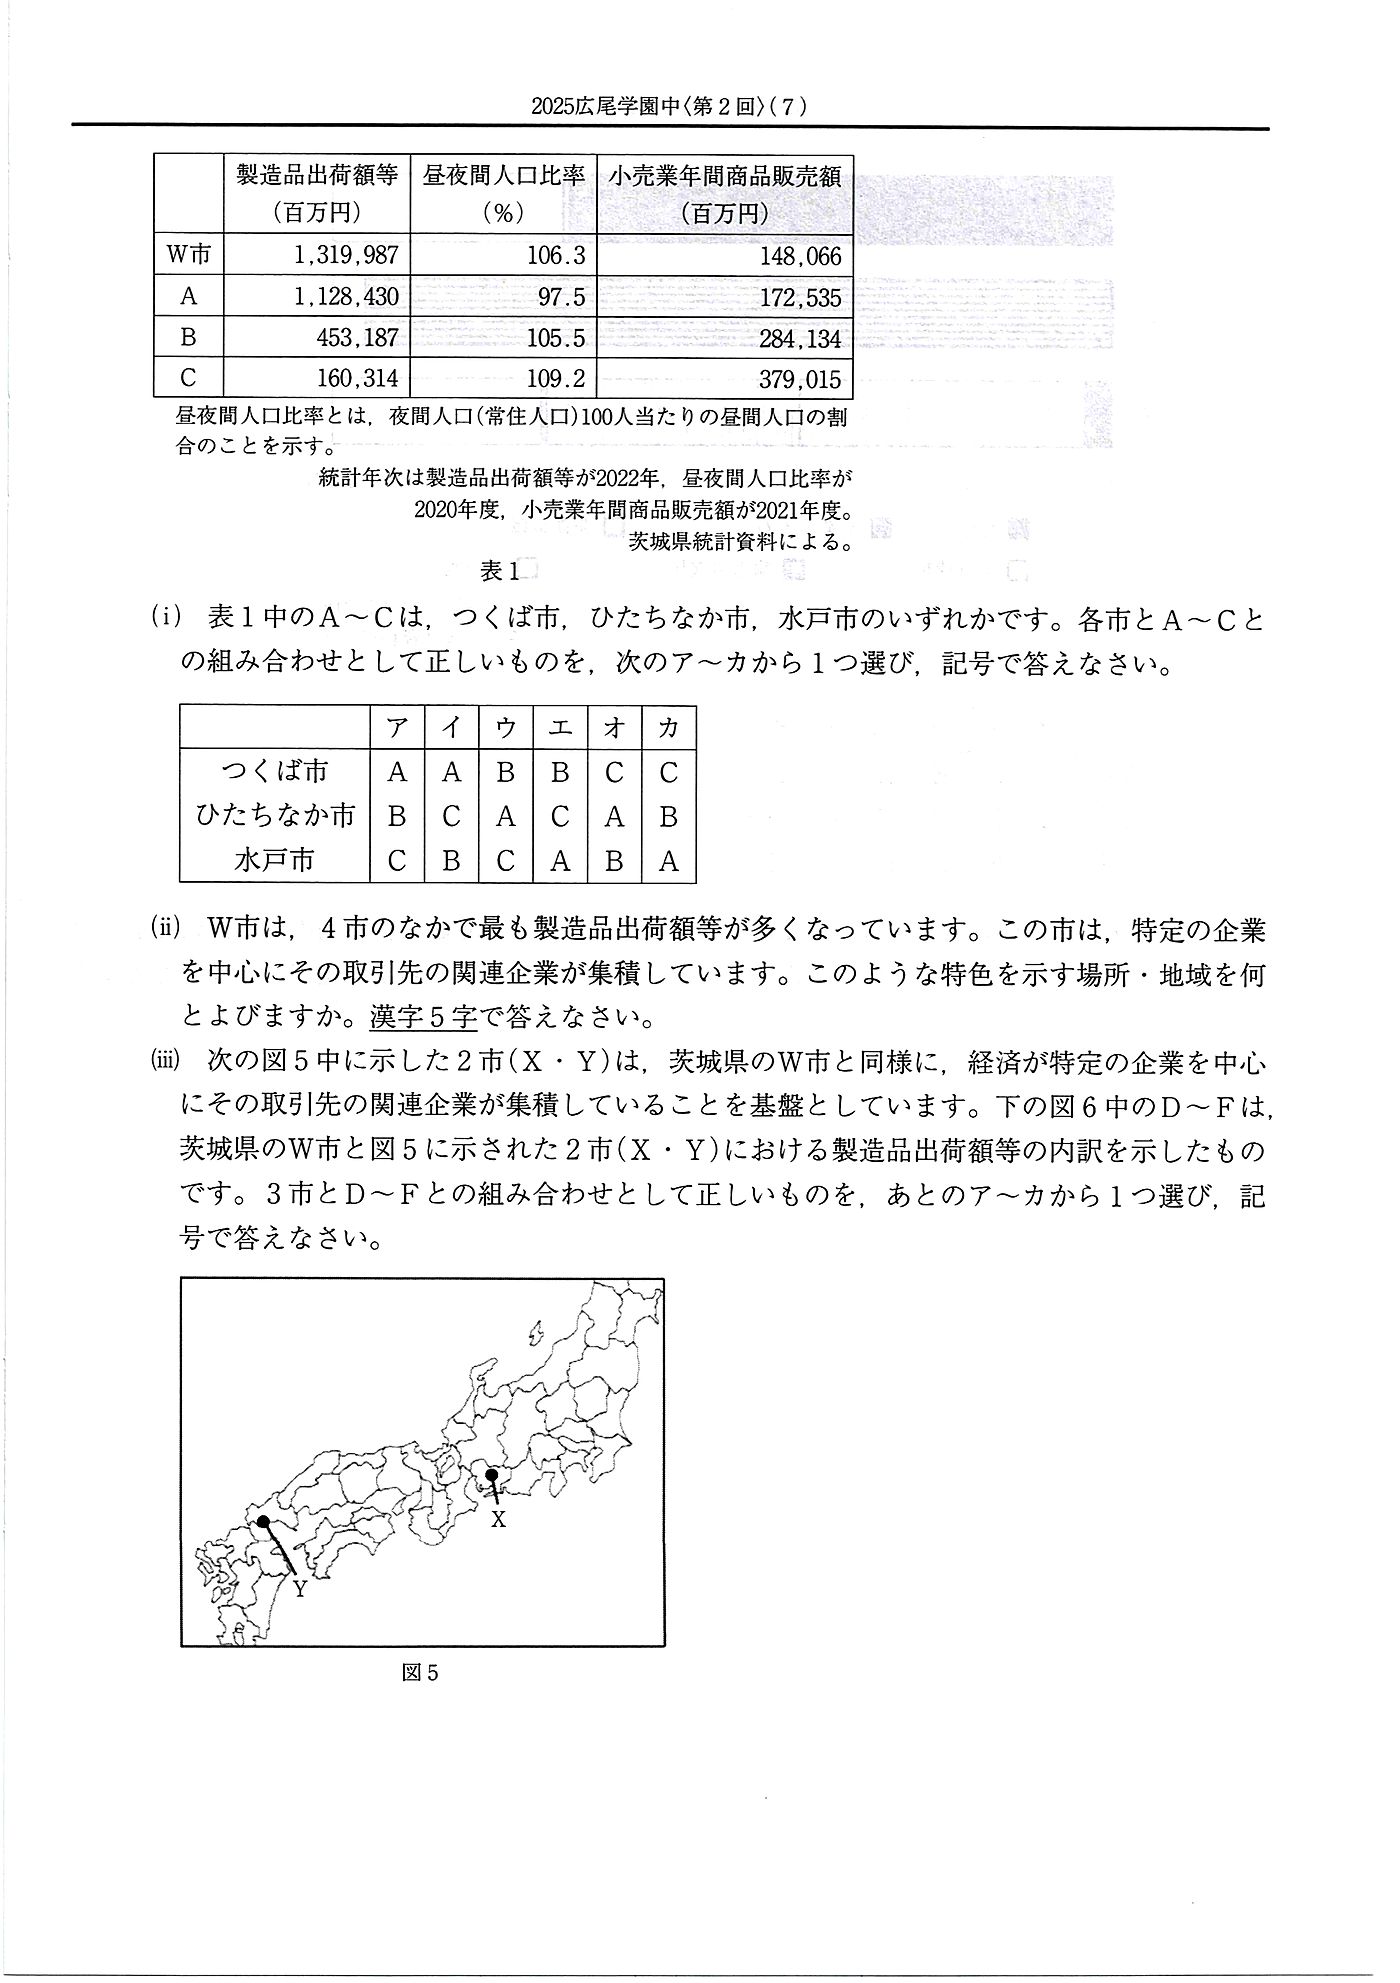 2025広尾学園中〈第2回〉(7)
製造品出荷額等 昼夜間人口比率 小売業年間商品販売額
(百万円) (%) (百万円)
W市 1,319,987 106.3 148,066
A 1,128,430 97.5 172,535
B 453,187 105.5 284,134
C 160,314 109.2 379,015
昼夜間人口比率とは，夜間人口(常住人口)100人当たりの昼間人口の割
合のことを示す。
統計年次は製造品出荷額等が2022年，昼夜間人口比率が
2020年度，小売業年間商品販売額が2021年度。
茨城県統計資料による。
表1
(i) 表1中のA～Cは，つくば市，ひたちなか市，水戸市のいずれかです。各市とA～Cと
の組み合わせとして正しいものを，次のア～カから1つ選び，記号で答えなさい。
ア イ ウ エ オ カ
つくば市 A A B B C C
ひたちなか市 B C A C A B
水戸市 C B C A B A
(ii) W市は，4市のなかで最も製造品出荷額等が多くなっています。この市は，特定の企業
を中心にその取引先の関連企業が集積しています。このような特色を示す場所・地域を何
とよびますか。漢字5字で答えなさい。
(iii) 次の図5中に示した2市(X・Y)は，茨城県のW市と同様に，経済が特定の企業を中心
にその取引先の関連企業が集積していることを基盤としています。下の図6中のD～Fは，
茨城県のW市と図5に示された2市(X・Y)における製造品出荷額等の内訳を示したもの
です。3市とD～Fとの組み合わせとして正しいものを，あとのア～カから1つ選び，記
号で答えなさい。
X
Y
図5